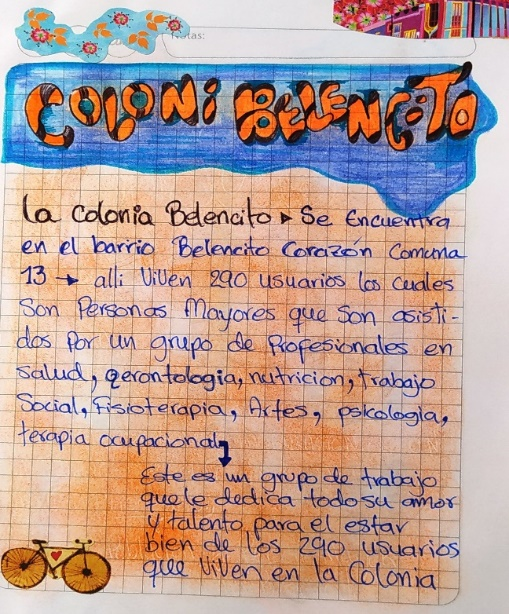 Notas:
COLONi BELENCiTO
La colonia Belencito ▸ Se Encuentra
en el barrio Belencito Corazón Comuna
13 → alli Viven 290 usuarios los cuales
Son Personas Mayores que Son asisti-
dos Por un grupo de Profesionales en
salud, gerontologia, nutricion, trabajo
Social, Fisioterapia, Artes, psicologia,
terapia ocupacional,
Este es un grupo de trabajo
que le dedica todo su amor
y talento para el estar
bien de los 290 usuarios
que viven en la Colonia